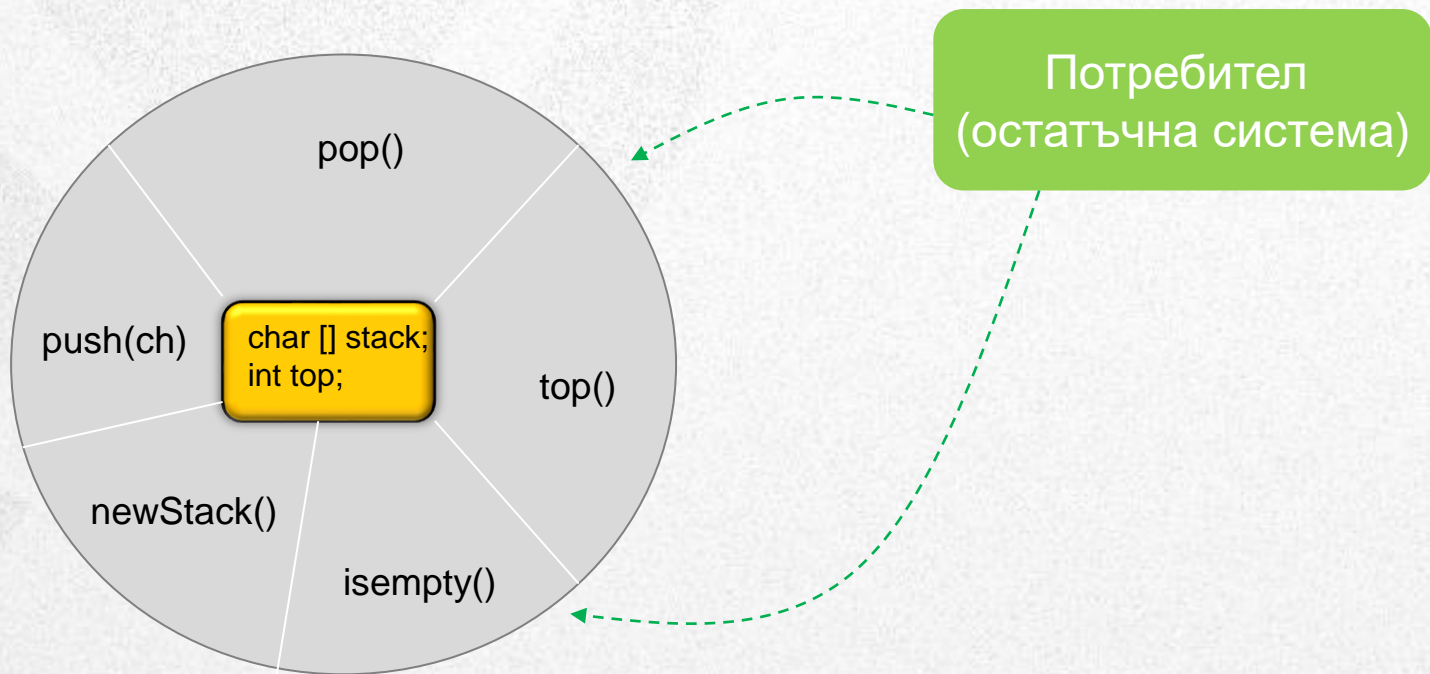 Потребител
(остатъчна система)
pop()
push(ch)
char [] stack;
int top;
top()
newStack()
isempty()